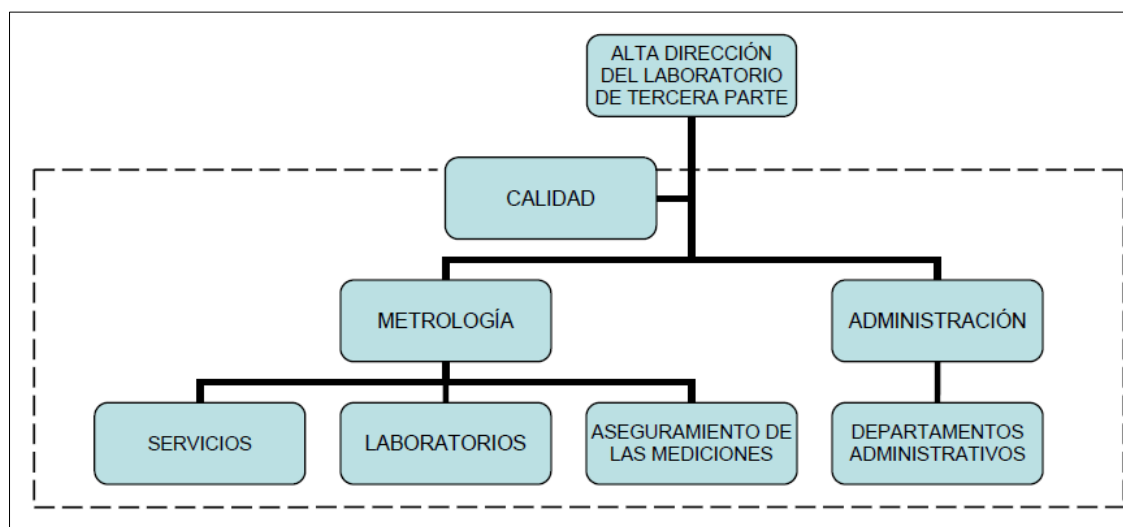 ALTA DIRECCIÓN
DEL LABORATORIO
DE TERCERA PARTE
CALIDAD
METROLOGÍA
ADMINISTRACIÓN
SERVICIOS
LABORATORIOS
ASEGURAMIENTO DE
LAS MEDICIONES
DEPARTAMENTOS
ADMINISTRATIVOS